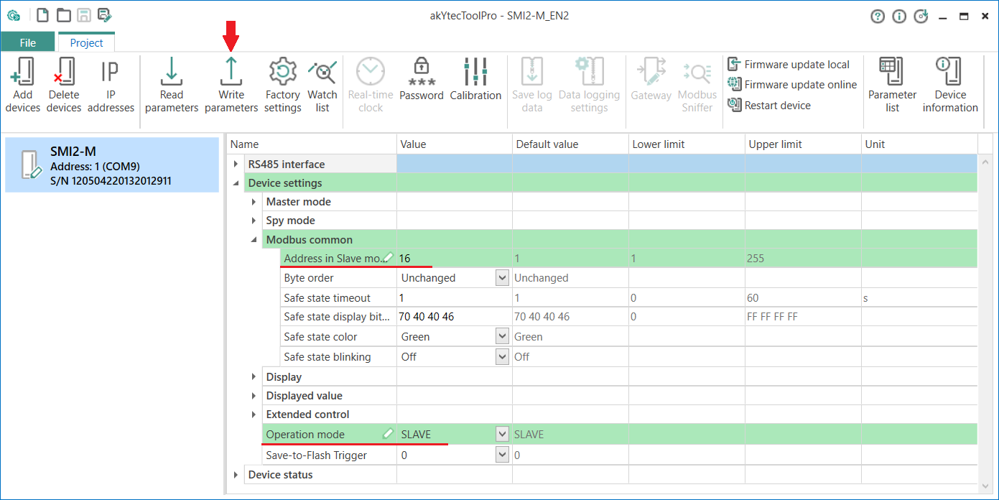 akYtecToolPro - SMI2-M_EN2
File
Project
Add devices
Delete devices
IP addresses
Read parameters
Write parameters
Factory settings
Watch list
Real-time clock
Password
Calibration
Save log data
Data logging settings
Gateway
Modbus Sniffer
Firmware update local
Firmware update online
Restart device
Parameter list
Device information
SMI2-M
Address: 1 (COM9)
S/N 120504220132012911
Name Value Default value Lower limit Upper limit Unit
RS485 interface
Device settings
Master mode
Spy mode
Modbus common
Address in Slave mo... 16 1 1 255
Byte order Unchanged Unchanged
Safe state timeout 1 1 0 60 s
Safe state display bit... 70 40 40 46 70 40 40 46 0 FF FF FF FF
Safe state color Green Green
Safe state blinking Off Off
Display
Displayed value
Extended control
Operation mode SLAVE SLAVE
Save-to-Flash Trigger 0 0
Device status